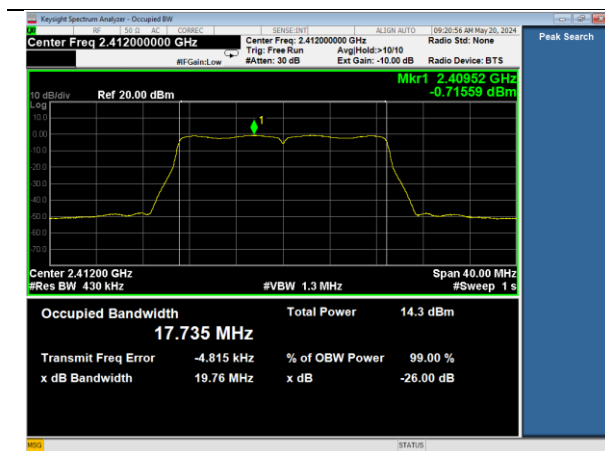 Keysight Spectrum Analyzer - Occupied BW
RF 50 Ω AC CORREC SENSE:INT ALIGN AUTO 09:20:56 AM May 20, 2024
Center Freq 2.412000000 GHz Center Freq: 2.412000000 GHz Radio Std: None
Trig: Free Run Avg|Hold:>10/10
#IFGain:Low #Atten: 30 dB Ext Gain: -10.00 dB Radio Device: BTS
Peak Search
Mkr1 2.40952 GHz
10 dB/div Ref 20.00 dBm -0.71559 dBm
Log
10.0
1
0.00
-10.0
-20.0
-30.0
-40.0
-50.0
-60.0
-70.0
Center 2.41200 GHz Span 40.00 MHz
#Res BW 430 kHz #VBW 1.3 MHz #Sweep 1 s
Occupied Bandwidth Total Power 14.3 dBm
17.735 MHz
Transmit Freq Error -4.815 kHz % of OBW Power 99.00 %
x dB Bandwidth 19.76 MHz x dB -26.00 dB
MSG STATUS